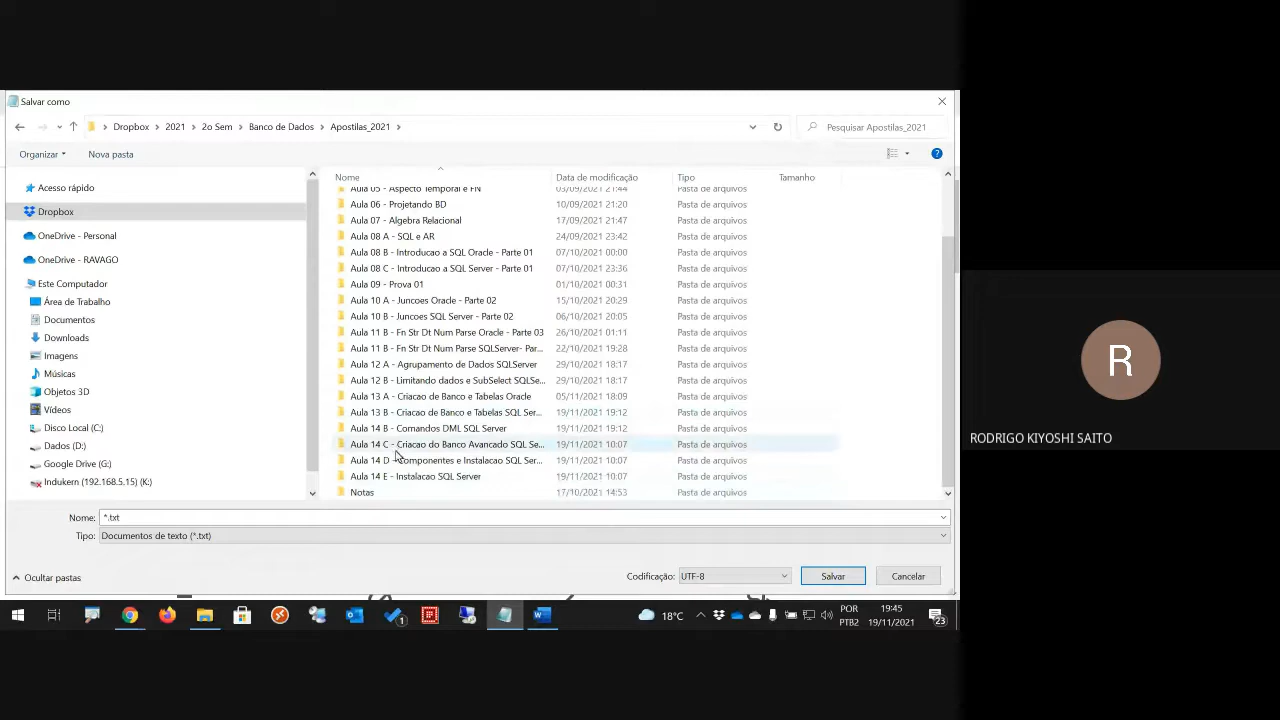 Salvar como
Dropbox > 2021 > 2o Sem > Banco de Dados > Apostilas_2021 >
Pesquisar Apostilas_2021
Organizar
Nova pasta
Acesso rápido
Dropbox
OneDrive - Personal
OneDrive - RAVAGO
Este Computador
Área de Trabalho
Documentos
Downloads
Imagens
Músicas
Objetos 3D
Vídeos
Disco Local (C:)
Dados (D:)
Google Drive (G:)
Indukern (192.168.5.15) (K:)
Nome Data de modificação Tipo Tamanho
Aula 05 - Aspecto Temporal e FN 03/09/2021 21:44 Pasta de arquivos
Aula 06 - Projetando BD 10/09/2021 21:20 Pasta de arquivos
Aula 07 - Algebra Relacional 17/09/2021 21:47 Pasta de arquivos
Aula 08 A - SQL e AR 24/09/2021 23:42 Pasta de arquivos
Aula 08 B - Introducao a SQL Oracle - Parte 01 07/10/2021 00:00 Pasta de arquivos
Aula 08 C - Introducao a SQL Server - Parte 01 07/10/2021 23:36 Pasta de arquivos
Aula 09 - Prova 01 01/10/2021 00:31 Pasta de arquivos
Aula 10 A - Juncoes Oracle - Parte 02 15/10/2021 20:29 Pasta de arquivos
Aula 10 B - Juncoes SQL Server - Parte 02 06/10/2021 20:05 Pasta de arquivos
Aula 11 B - Fn Str Dt Num Parse Oracle - Parte 03 26/10/2021 01:11 Pasta de arquivos
Aula 11 B - Fn Str Dt Num Parse SQLServer- Par... 22/10/2021 19:28 Pasta de arquivos
Aula 12 A - Agrupamento de Dados SQLServer 29/10/2021 18:17 Pasta de arquivos
Aula 12 B - Limitando dados e SubSelect SQLSe... 29/10/2021 18:17 Pasta de arquivos
Aula 13 A - Criacao de Banco e Tabelas Oracle 05/11/2021 18:09 Pasta de arquivos
Aula 13 B - Criacao de Banco e Tabelas SQL Ser... 19/11/2021 19:12 Pasta de arquivos
Aula 14 B - Comandos DML SQL Server 19/11/2021 19:12 Pasta de arquivos
Aula 14 C - Criacao do Banco Avancado SQL Se... 19/11/2021 10:07 Pasta de arquivos
Aula 14 D - Componentes e Instalacao SQL Ser... 19/11/2021 10:07 Pasta de arquivos
Aula 14 E - Instalacao SQL Server 19/11/2021 10:07 Pasta de arquivos
Notas 17/10/2021 14:53 Pasta de arquivos
Nome: *.txt
Tipo: Documentos de texto (*.txt)
Ocultar pastas
Codificação: UTF-8
Salvar
Cancelar
1
18°C
POR
PTB2
19:45
19/11/2021
23
R
RODRIGO KIYOSHI SAITO